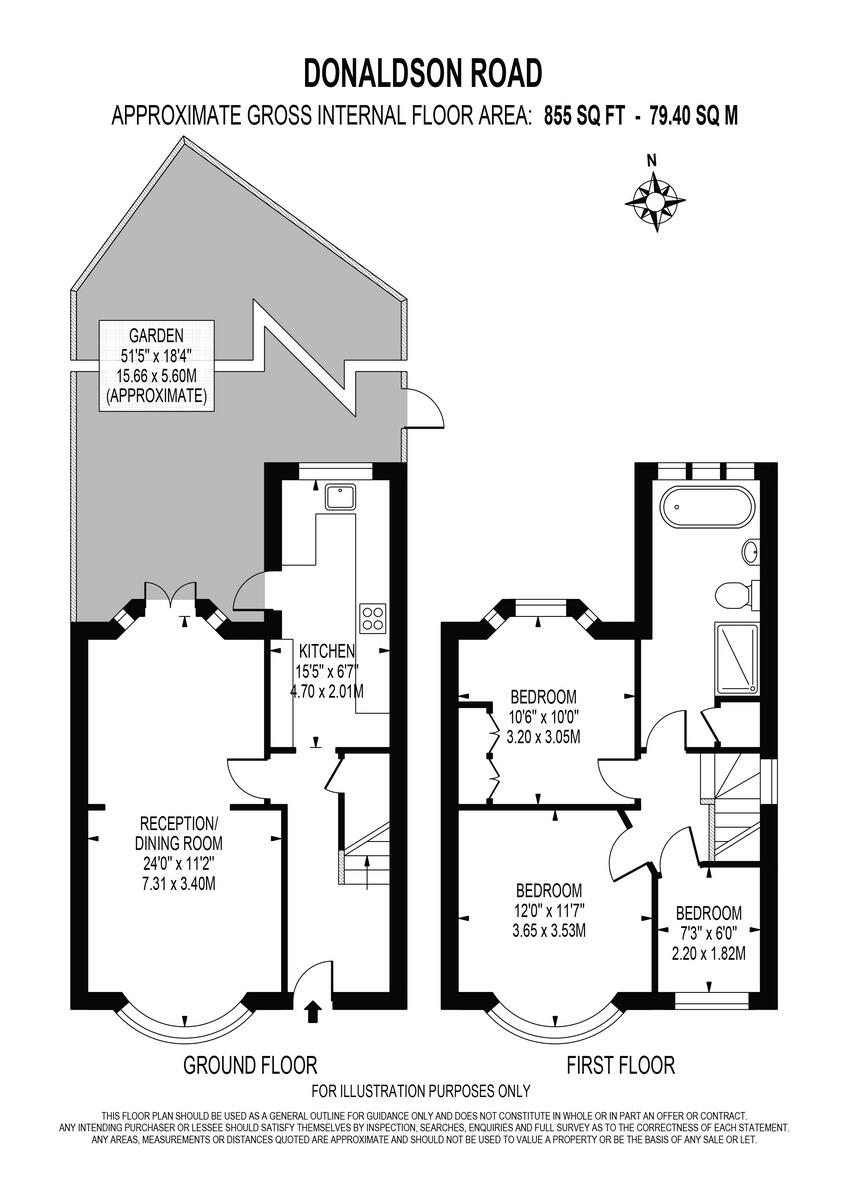 DONALDSON ROAD
APPROXIMATE GROSS INTERNAL FLOOR AREA: 855 SQ FT - 79.40 SQ M
N
GARDEN
51'5" x 18'4"
15.66 x 5.60M
(APPROXIMATE)
KITCHEN
15'5" x 6'7"
4.70 x 2.01M
RECEPTION/
DINING ROOM
24'0" x 11'2"
7.31 x 3.40M
BEDROOM
10'6" x 10'0"
3.20 x 3.05M
BEDROOM
12'0" x 11'7"
3.65 x 3.53M
BEDROOM
7'3" x 6'0"
2.20 x 1.82M
GROUND FLOOR
FIRST FLOOR
FOR ILLUSTRATION PURPOSES ONLY
THIS FLOOR PLAN SHOULD BE USED AS A GENERAL OUTLINE FOR GUIDANCE ONLY AND DOES NOT CONSTITUTE IN WHOLE OR IN PART AN OFFER OR CONTRACT.
ANY INTENDING PURCHASER OR LESSEE SHOULD SATISFY THEMSELVES BY INSPECTION, SEARCHES, ENQUIRIES AND FULL SURVEY AS TO THE CORRECTNESS OF EACH STATEMENT.
ANY AREAS, MEASUREMENTS OR DISTANCES QUOTED ARE APPROXIMATE AND SHOULD NOT BE USED TO VALUE A PROPERTY OR BE THE BASIS OF ANY SALE OR LET.